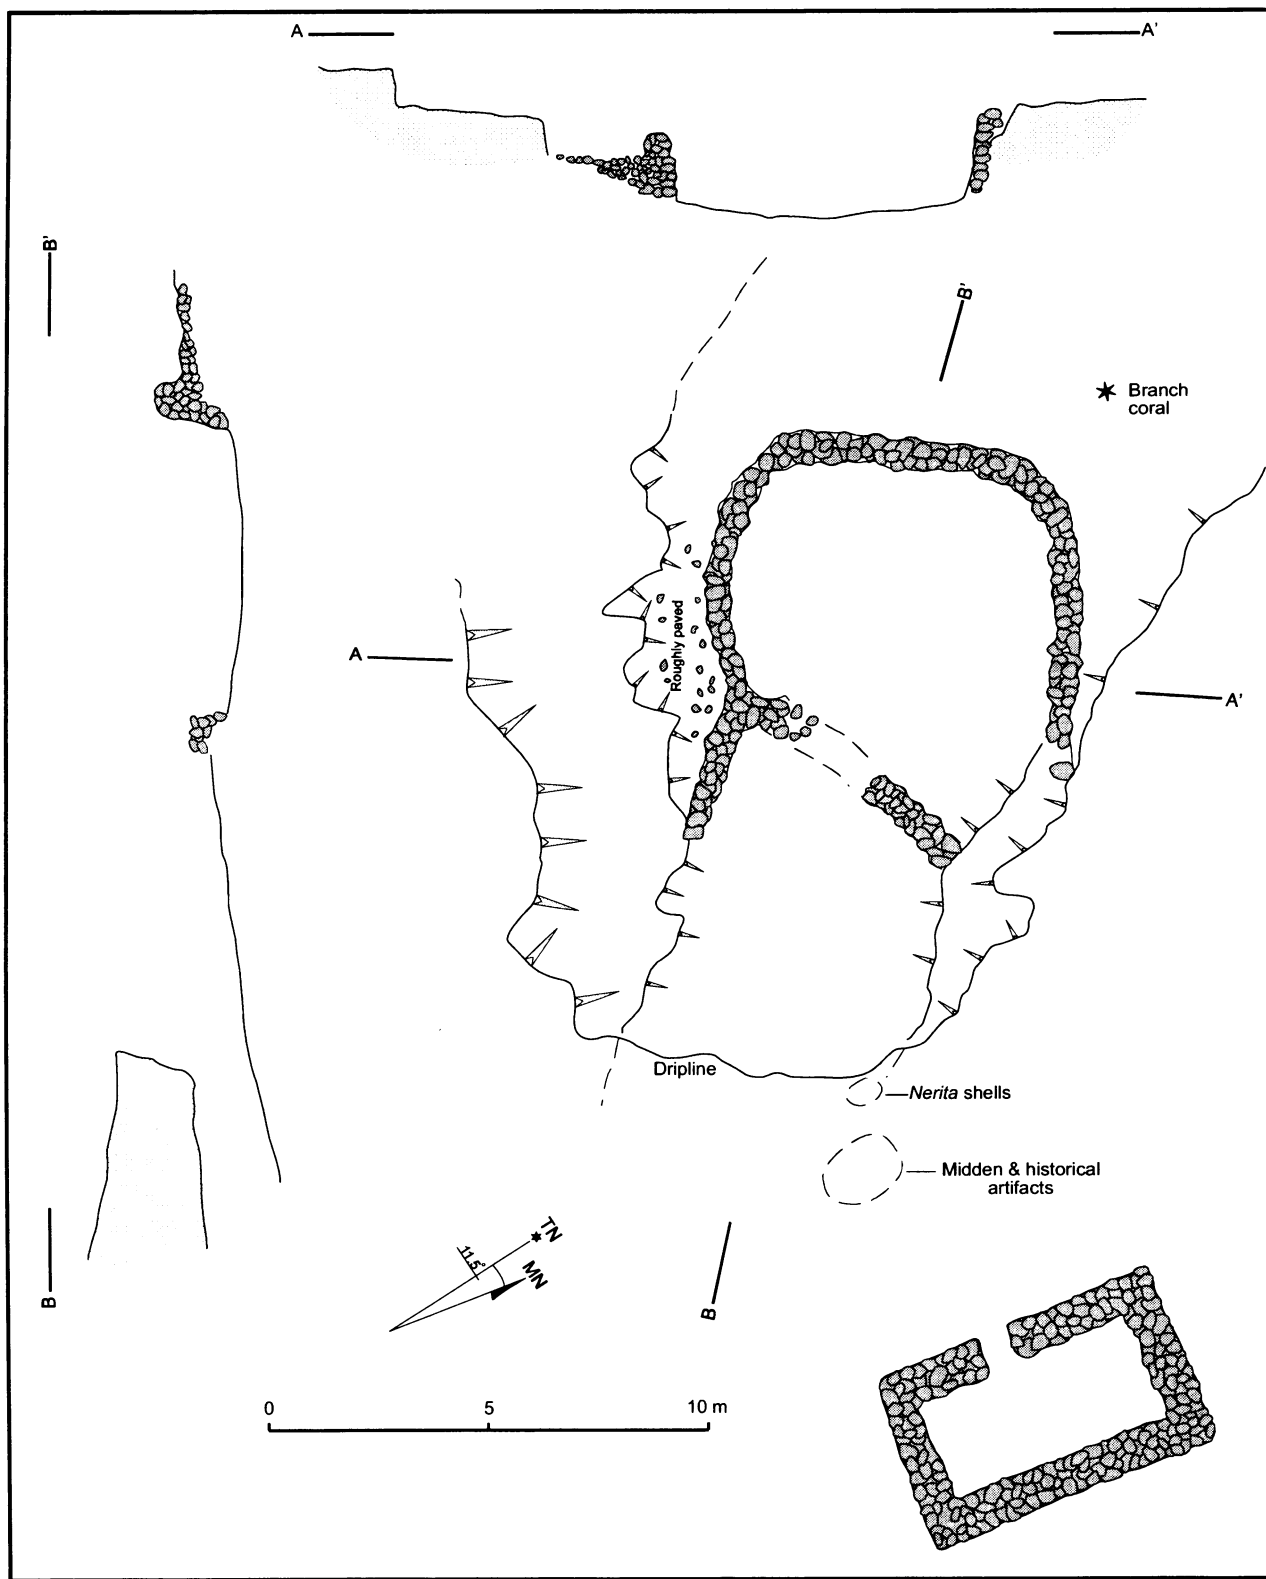 A
A'
B'
B'
Branch
coral
Roughly paved
A
A'
Dripline
Nerita shells
Midden & historical
artifacts
TN
11.5°
MN
B
B
0 5 10 m